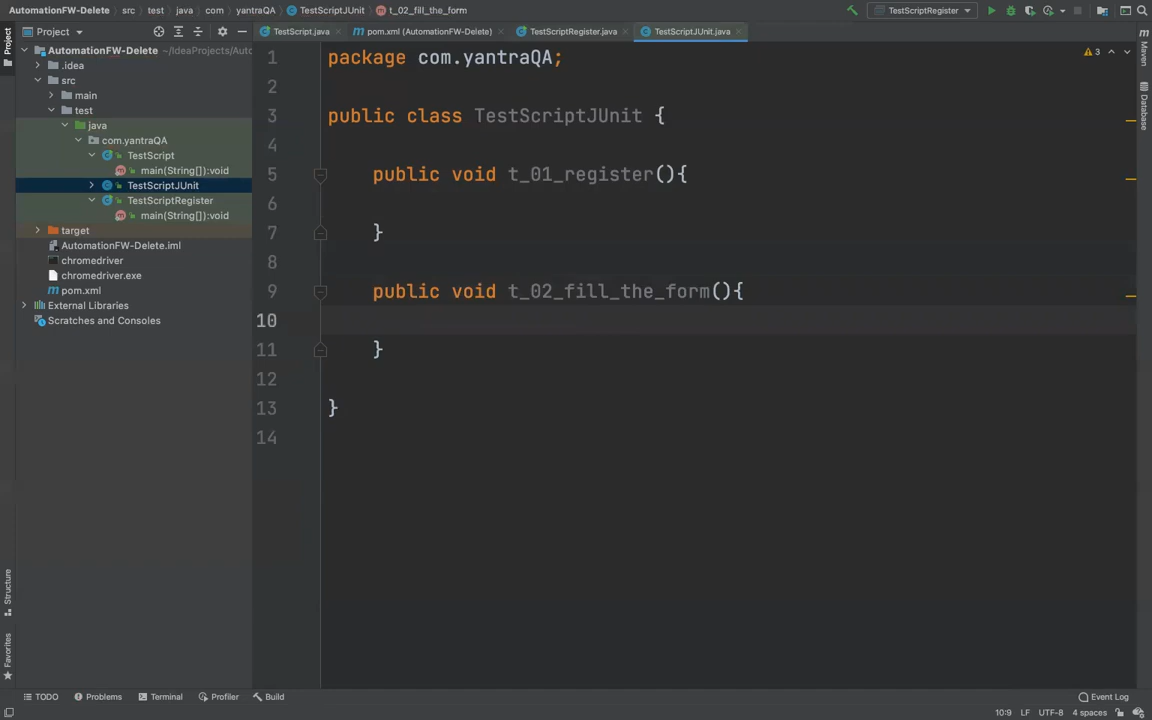 AutomationFW-Delete src test java com yantraQA TestScriptJUnit t_02_fill_the_form TestScriptRegister
Project TestScript.java pom.xml (AutomationFW-Delete) TestScriptRegister.java TestScriptJUnit.java
Project
AutomationFW-Delete ~/IdeaProjects/Auto
.idea
src
main
test
java
com.yantraQA
TestScript
main(String[]):void
TestScriptJUnit
TestScriptRegister
main(String[]):void
target
AutomationFW-Delete.iml
chromedriver
chromedriver.exe
pom.xml
External Libraries
Scratches and Consoles
Structure
Favorites
1 package com.yantraQA;
2
3 public class TestScriptJUnit {
4
5 public void t_01_register(){
6
7 }
8
9 public void t_02_fill_the_form(){
10
11 }
12
13 }
14
3
Maven
Database
TODO Problems Terminal Profiler Build Event Log
10:9 LF UTF-8 4 spaces